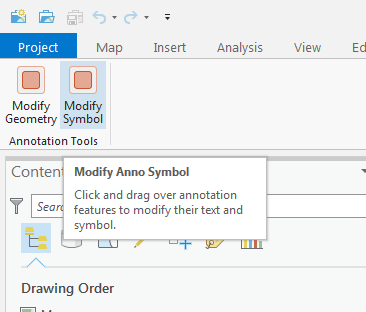 Project Map Insert Analysis View Ed
Modify Modify
Geometry Symbol
Annotation Tools
Conten
Modify Anno Symbol
Click and drag over annotation
features to modify their text and
symbol.
Sear
Drawing Order